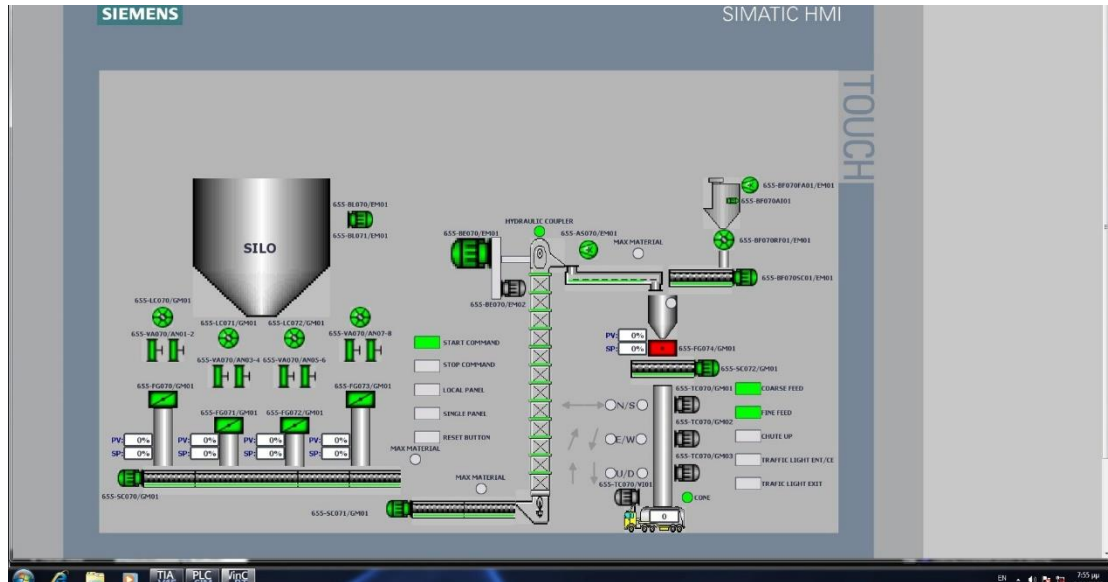 SIEMENS
SIMATIC HMI
TOUCH
655-BL070/EM01
655-BL071/EM01
SILO
655-LC070/GM01
655-LC071/GM01
655-LC072/GM01
655-VA070/AN01-2
655-VA070/AN07-8
655-VA070/AN03-4
655-VA070/AN05-6
655-FG070/GM01
655-FG073/GM01
655-FG071/GM01
655-FG072/GM01
PV: 0%
SP: 0%
PV: 0%
SP: 0%
PV: 0%
SP: 0%
PV: 0%
SP: 0%
655-SC070/GM01
655-SC071/GM01
MAX MATERIAL
MAX MATERIAL
START COMMAND
STOP COMMAND
LOCAL PANEL
SINGLE PANEL
RESET BUTTON
HYDRAULIC COUPLER
655-BE070/EM01
655-BE070/EM02
655-AS070/EM01
MAX MATERIAL
655-BF070FA01/EM01
655-BF070AI01
655-BF070RF01/EM01
655-BF070SC01/EM01
PV: 0%
SP: 0%
655-FG074/GM01
655-SC072/GM01
655-TC070/GM01
655-TC070/GM02
655-TC070/GM03
N/S
E/W
U/D
655-TC070/VI01
CONE
0
COARSE FEED
FINE FEED
CHUTE UP
TRAFFIC LIGHT ENT/CE
TRAFIC LIGHT EXIT
TIA
PLC
WinC
EN
7:55 μμ